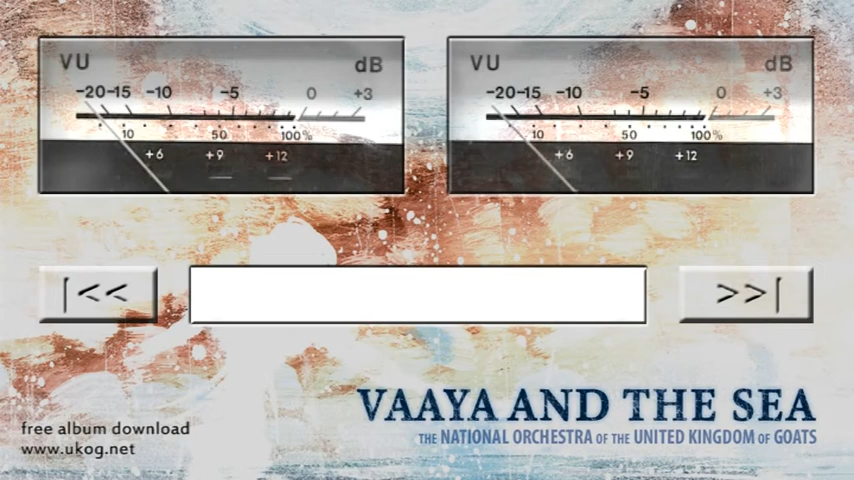 VU dB VU dB
-20-15 -10 -5 0 +3 -20-15 -10 -5 0 +3
10 50 100% 10 50 100%
+6 +9 +12 +6 +9 +12
|<< >>|
VAAYA AND THE SEA
free album download THE NATIONAL ORCHESTRA OF THE UNITED KINGDOM OF GOATS
www.ukog.net